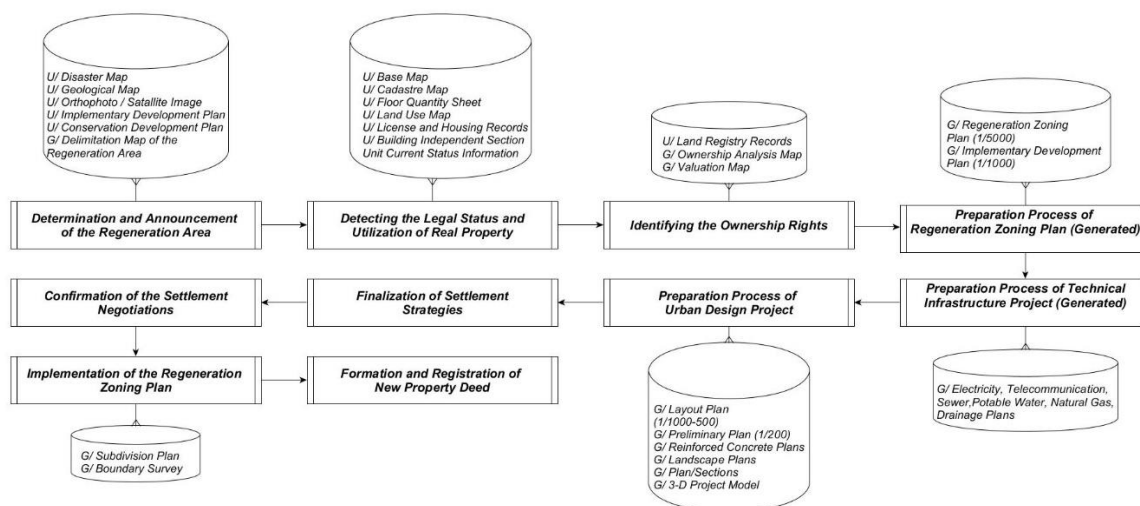 U/ Disaster Map
U/ Geological Map
U/ Orthophoto / Satallite Image
U/ Implementary Development Plan
U/ Conservation Development Plan
G/ Delimitation Map of the
Regeneration Area
U/ Base Map
U/ Cadastre Map
U/ Floor Quantity Sheet
U/ Land Use Map
U/ License and Housing Records
U/ Building Independent Section
Unit Current Status Information
U/ Land Registry Records
G/ Ownership Analysis Map
G/ Valuation Map
G/ Regeneration Zoning
Plan (1/5000)
G/ Implementary Development
Plan (1/1000)
Determination and Announcement
of the Regeneration Area
Detecting the Legal Status and
Utilization of Real Property
Identifying the Ownership Rights
Preparation Process of
Regeneration Zoning Plan (Generated)
Preparation Process of Technical
Infrastructure Project (Generated)
Preparation Process of
Urban Design Project
Finalization of Settlement
Strategies
Confirmation of the Settlement
Negotiations
Implementation of the Regeneration
Zoning Plan
Formation and Registration of
New Property Deed
G/ Subdivision Plan
G/ Boundary Survey
G/ Layout Plan
(1/1000-500)
G/ Preliminary Plan (1/200)
G/ Reinforced Concrete Plans
G/ Landscape Plans
G/ Plan/Sections
G/ 3-D Project Model
G/ Electricity, Telecommunication,
Sewer,Potable Water, Natural Gas,
Drainage Plans